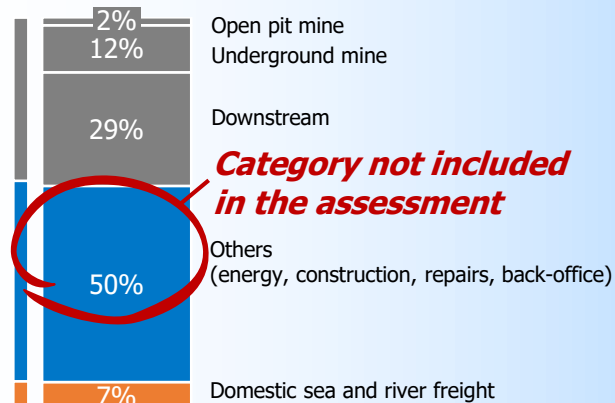 2%
Open pit mine
12%
Underground mine
29%
Downstream
Category not included
in the assessment
Others
(energy, construction, repairs, back-office)
50%
7%
Domestic sea and river freight